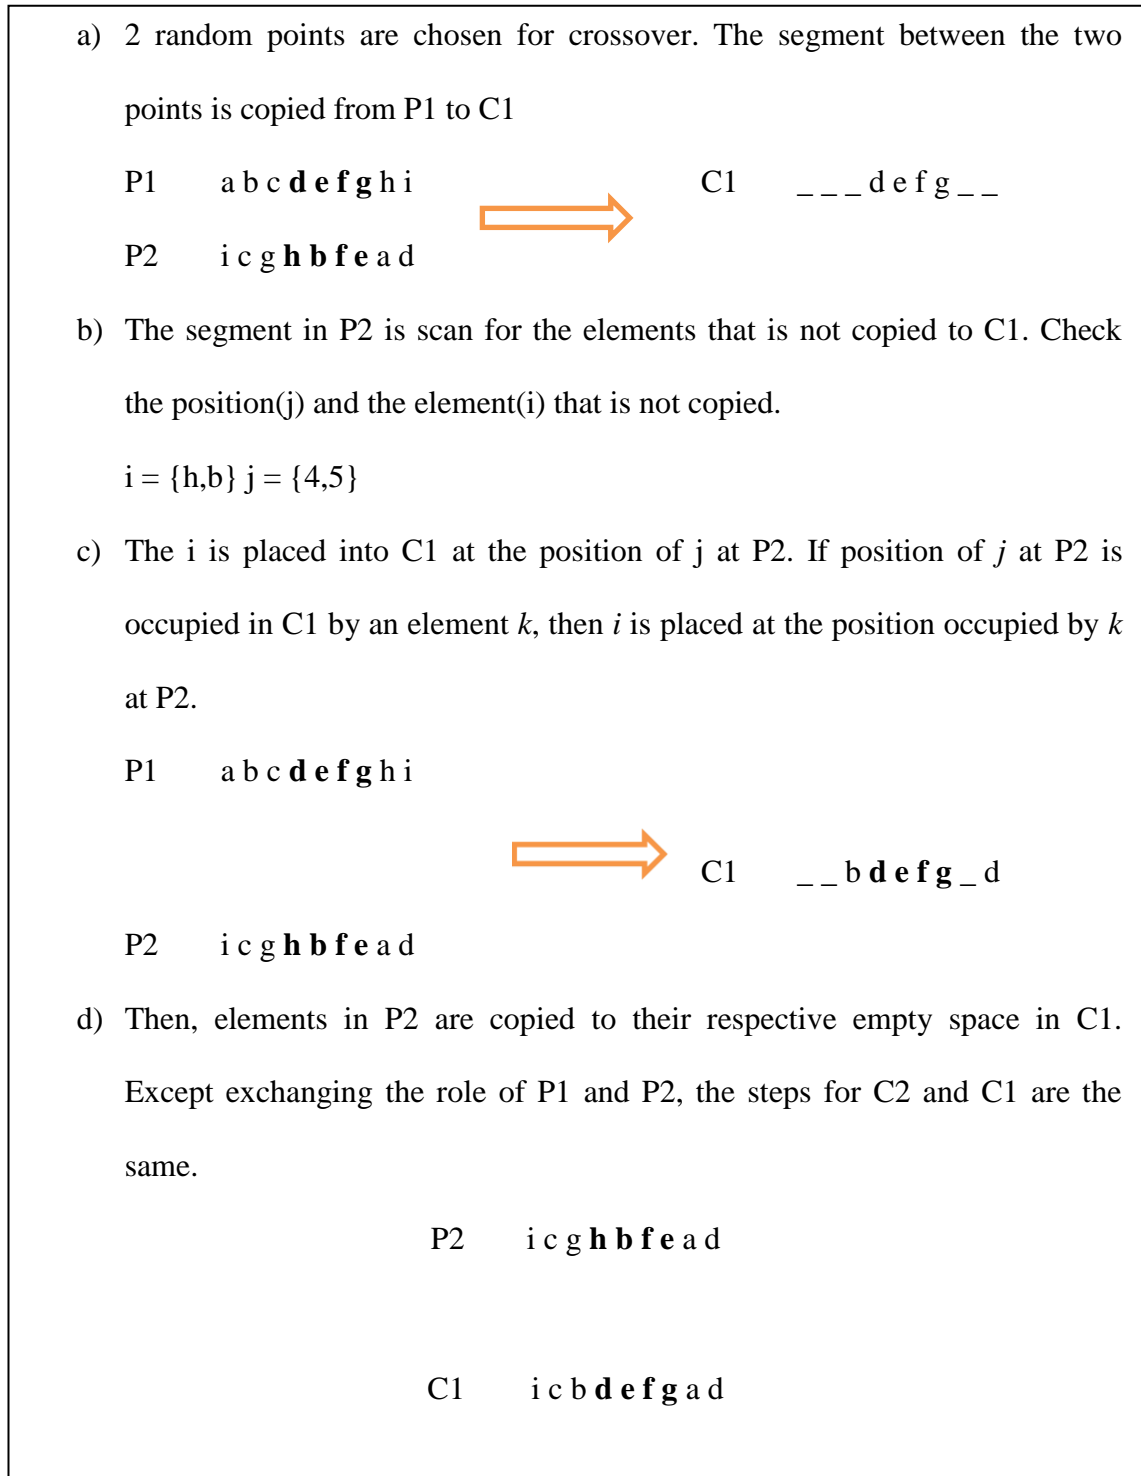 a) 2 random points are chosen for crossover. The segment between the two
points is copied from P1 to C1
P1 a b c d e f g h i C1 _ _ _ d e f g _ _
P2 i c g h b f e a d
b) The segment in P2 is scan for the elements that is not copied to C1. Check
the position(j) and the element(i) that is not copied.
i = {h,b} j = {4,5}
c) The i is placed into C1 at the position of j at P2. If position of j at P2 is
occupied in C1 by an element k, then i is placed at the position occupied by k
at P2.
P1 a b c d e f g h i
C1 _ _ b d e f g _ d
P2 i c g h b f e a d
d) Then, elements in P2 are copied to their respective empty space in C1.
Except exchanging the role of P1 and P2, the steps for C2 and C1 are the
same.
P2 i c g h b f e a d
C1 i c b d e f g a d